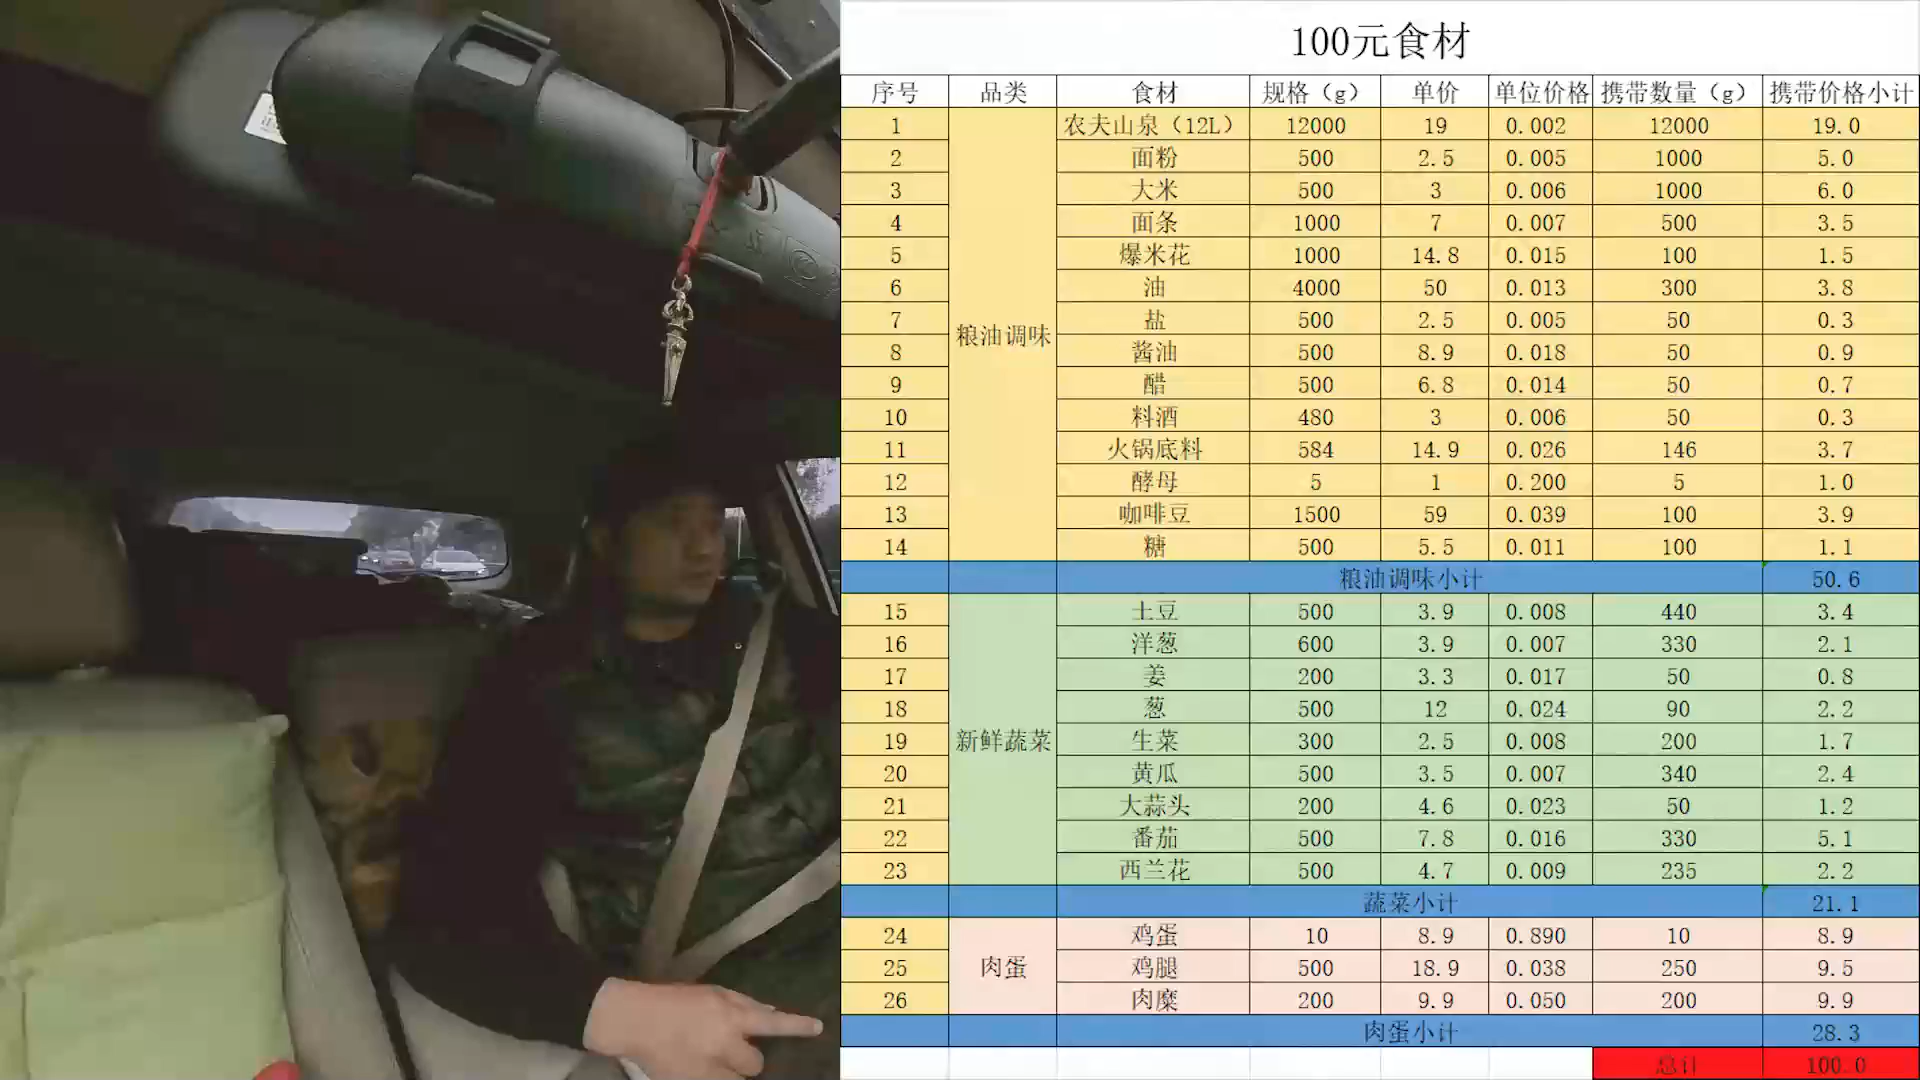 100元食材
序号 品类 食材 规格（g） 单价 单位价格 携带数量（g） 携带价格小计
1 农夫山泉（12L） 12000 19 0.002 12000 19.0
2 面粉 500 2.5 0.005 1000 5.0
3 大米 500 3 0.006 1000 6.0
4 面条 1000 7 0.007 500 3.5
5 爆米花 1000 14.8 0.015 100 1.5
6 油 4000 50 0.013 300 3.8
7 盐 500 2.5 0.005 50 0.3
粮油调味
8 酱油 500 8.9 0.018 50 0.9
9 醋 500 6.8 0.014 50 0.7
10 料酒 480 3 0.006 50 0.3
11 火锅底料 584 14.9 0.026 146 3.7
12 酵母 5 1 0.200 5 1.0
13 咖啡豆 1500 59 0.039 100 3.9
14 糖 500 5.5 0.011 100 1.1
粮油调味小计 50.6
15 土豆 500 3.9 0.008 440 3.4
16 洋葱 600 3.9 0.007 330 2.1
17 姜 200 3.3 0.017 50 0.8
18 葱 500 12 0.024 90 2.2
19 新鲜蔬菜 生菜 300 2.5 0.008 200 1.7
20 黄瓜 500 3.5 0.007 340 2.4
21 大蒜头 200 4.6 0.023 50 1.2
22 番茄 500 7.8 0.016 330 5.1
23 西兰花 500 4.7 0.009 235 2.2
蔬菜小计 21.1
24 鸡蛋 10 8.9 0.890 10 8.9
25 肉蛋 鸡腿 500 18.9 0.038 250 9.5
26 肉糜 200 9.9 0.050 200 9.9
肉蛋小计 28.3
总计 100.0